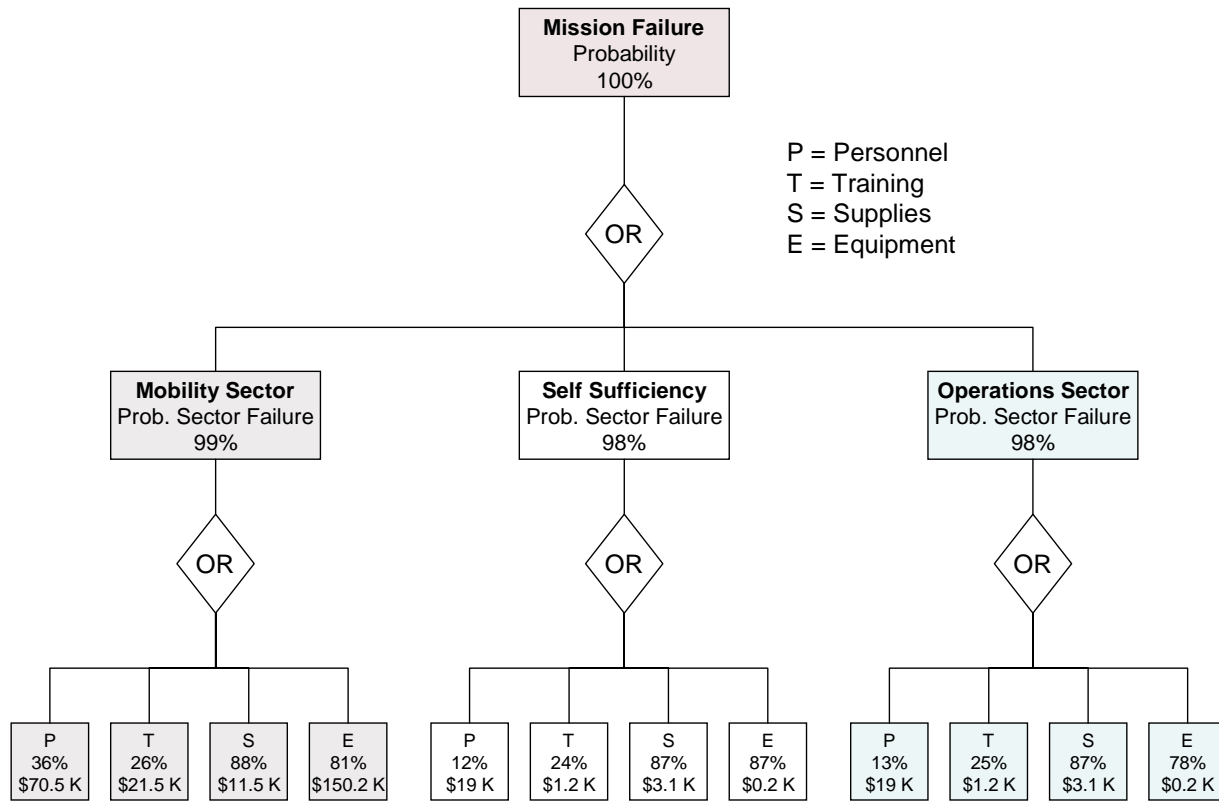 Mission Failure
Probability
100%
P = Personnel
T = Training
S = Supplies
E = Equipment
OR
Mobility Sector
Prob. Sector Failure
99%
Self Sufficiency
Prob. Sector Failure
98%
Operations Sector
Prob. Sector Failure
98%
OR
OR
OR
P
36%
$70.5 K
T
26%
$21.5 K
S
88%
$11.5 K
E
81%
$150.2 K
P
12%
$19 K
T
24%
$1.2 K
S
87%
$3.1 K
E
87%
$0.2 K
P
13%
$19 K
T
25%
$1.2 K
S
87%
$3.1 K
E
78%
$0.2 K